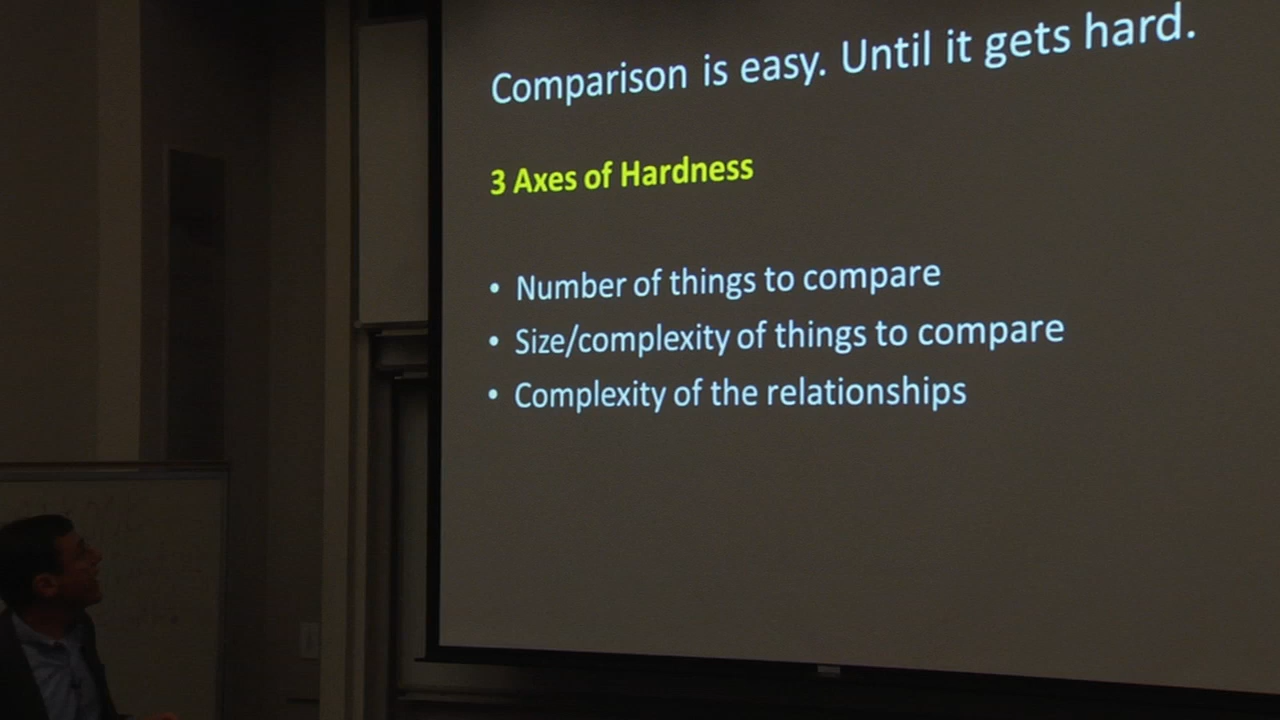 Comparison is easy. Until it gets hard.
3 Axes of Hardness
• Number of things to compare
• Size/complexity of things to compare
• Complexity of the relationships